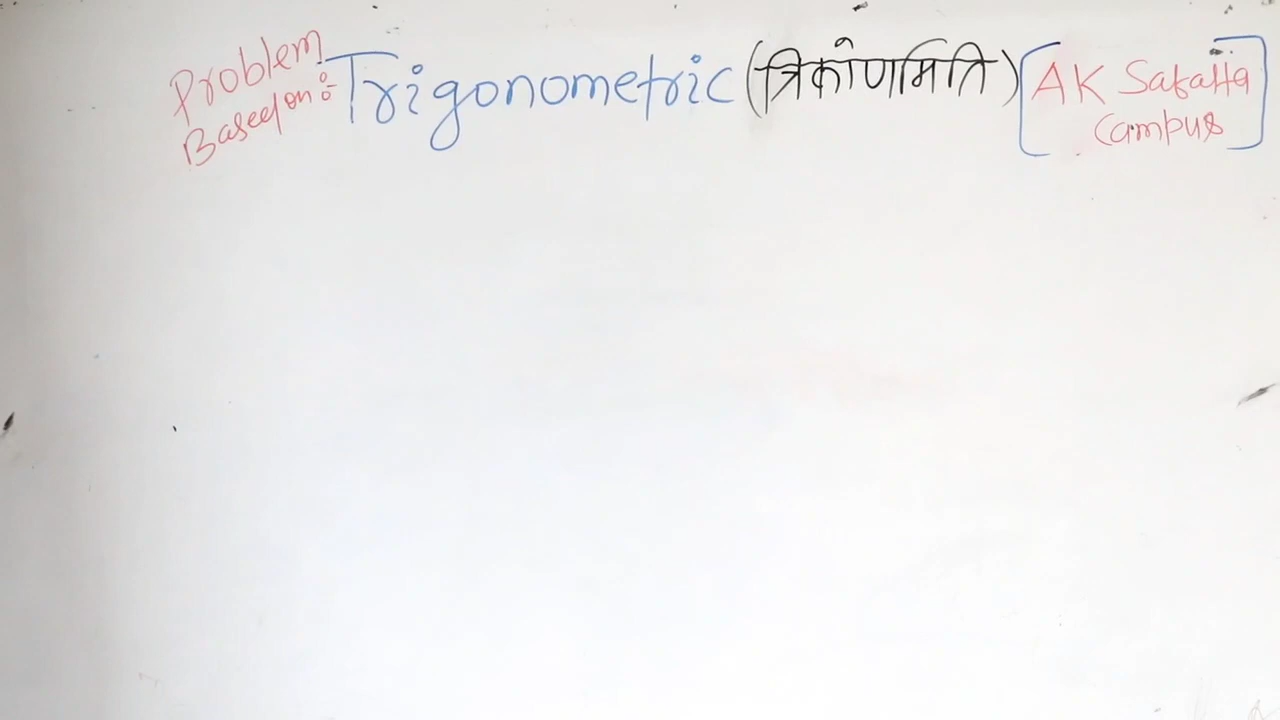 Problem
Based on :- Trigonometric (त्रिकोणमिति) [AK Safalta
Campus]